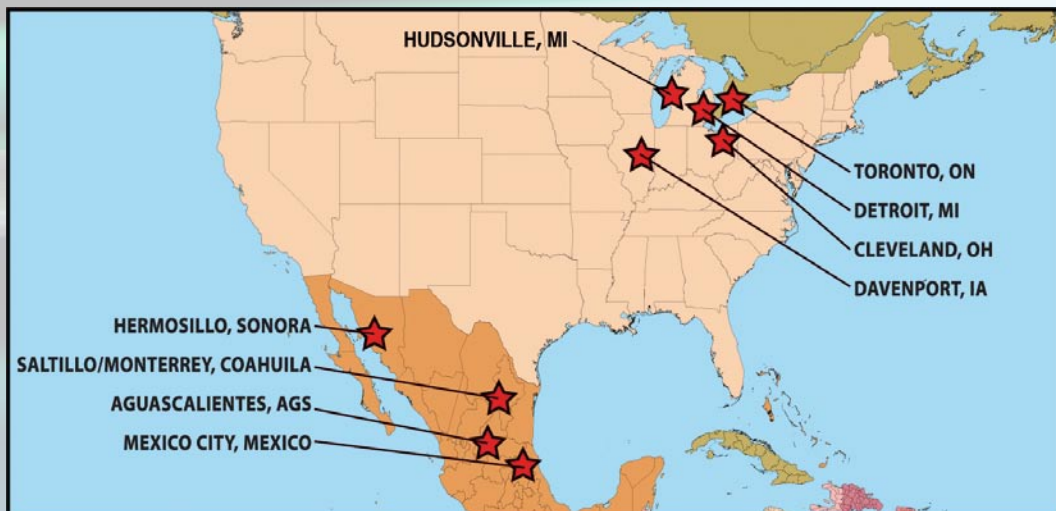 HUDSONVILLE, MI
TORONTO, ON
DETROIT, MI
CLEVELAND, OH
DAVENPORT, IA
HERMOSILLO, SONORA
SALTILLO/MONTERREY, COAHUILA
AGUASCALIENTES, AGS
MEXICO CITY, MEXICO